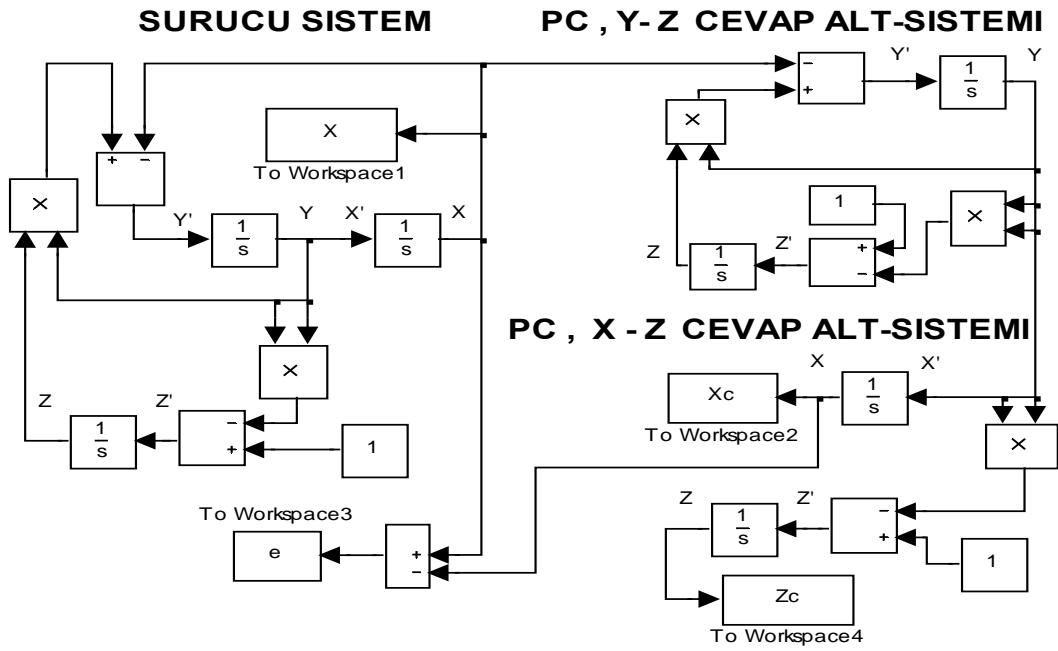 SURUCU SISTEM
PC , Y- Z CEVAP ALT-SISTEMI
+ −
X
Y'
1
s
Y
X'
1
s
X
X
To Workspace1
X
X
Z
1
s
Z'
−
+
1
To Workspace3
e
+
−
−
+
Y'
1
s
Y
X
1
X
Z
1
s
Z'
+
−
PC , X - Z CEVAP ALT-SISTEMI
Xc
To Workspace2
X
1
s
X'
X
Z
1
s
Z'
−
+
1
Zc
To Workspace4